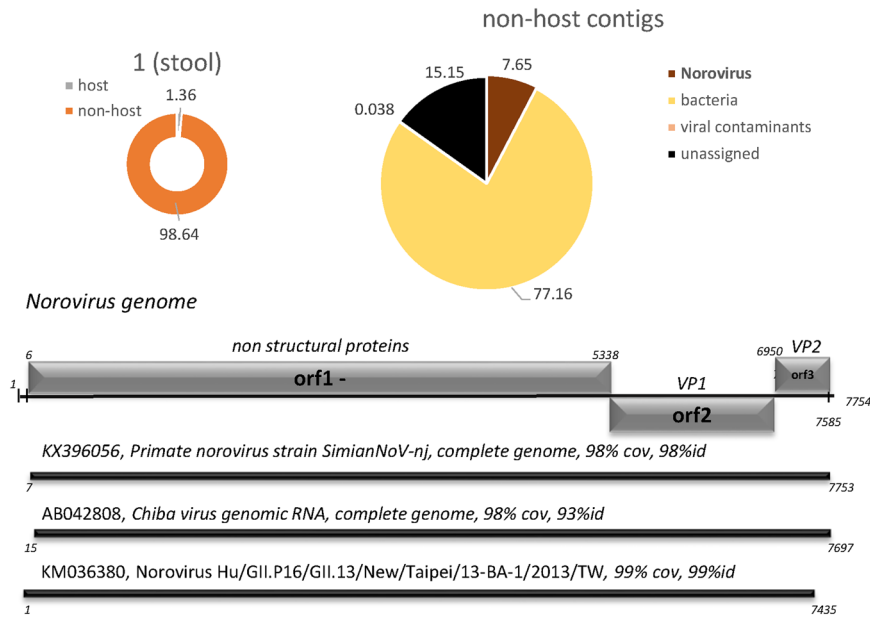 non-host contigs
1 (stool)
host
non-host
1.36
98.64
15.15
7.65
0.038
77.16
Norovirus
bacteria
viral contaminants
unassigned
Norovirus genome
non structural proteins
VP2
6
5338
6950
1
orf1 -
VP1
orf3
7754
orf2
7585
KX396056, Primate norovirus strain SimianNoV-nj, complete genome, 98% cov, 98%id
7
7753
AB042808, Chiba virus genomic RNA, complete genome, 98% cov, 93%id
15
7697
KM036380, Norovirus Hu/GII.P16/GII.13/New/Taipei/13-BA-1/2013/TW, 99% cov, 99%id
1
7435